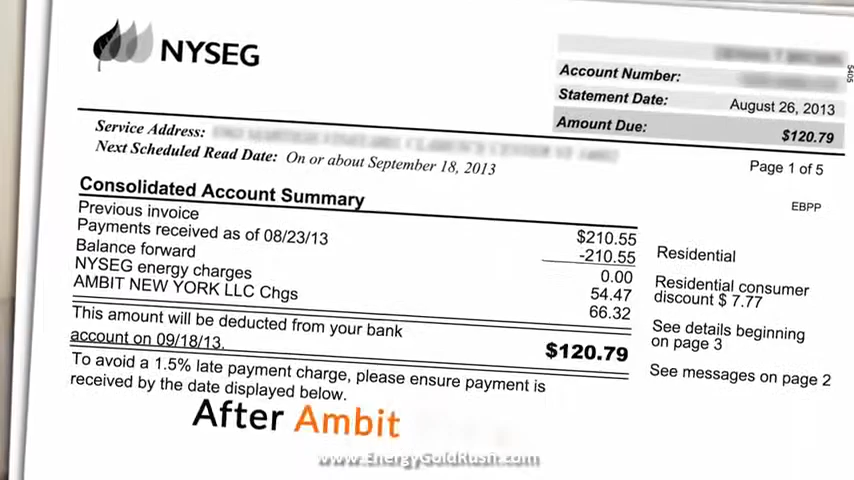 NYSEG
Account Number:
Statement Date: August 26, 2013
Amount Due: $120.79
5405
Service Address:
Next Scheduled Read Date: On or about September 18, 2013
Page 1 of 5
EBPP
Consolidated Account Summary
Previous invoice $210.55
Payments received as of 08/23/13 -210.55
Balance forward 0.00
NYSEG energy charges 54.47
AMBIT NEW YORK LLC Chgs 66.32
This amount will be deducted from your bank
account on 09/18/13. $120.79
To avoid a 1.5% late payment charge, please ensure payment is
received by the date displayed below.
Residential
Residential consumer
discount $ 7.77
See details beginning
on page 3
See messages on page 2
After Ambit
www.EnergyGoldRush.com